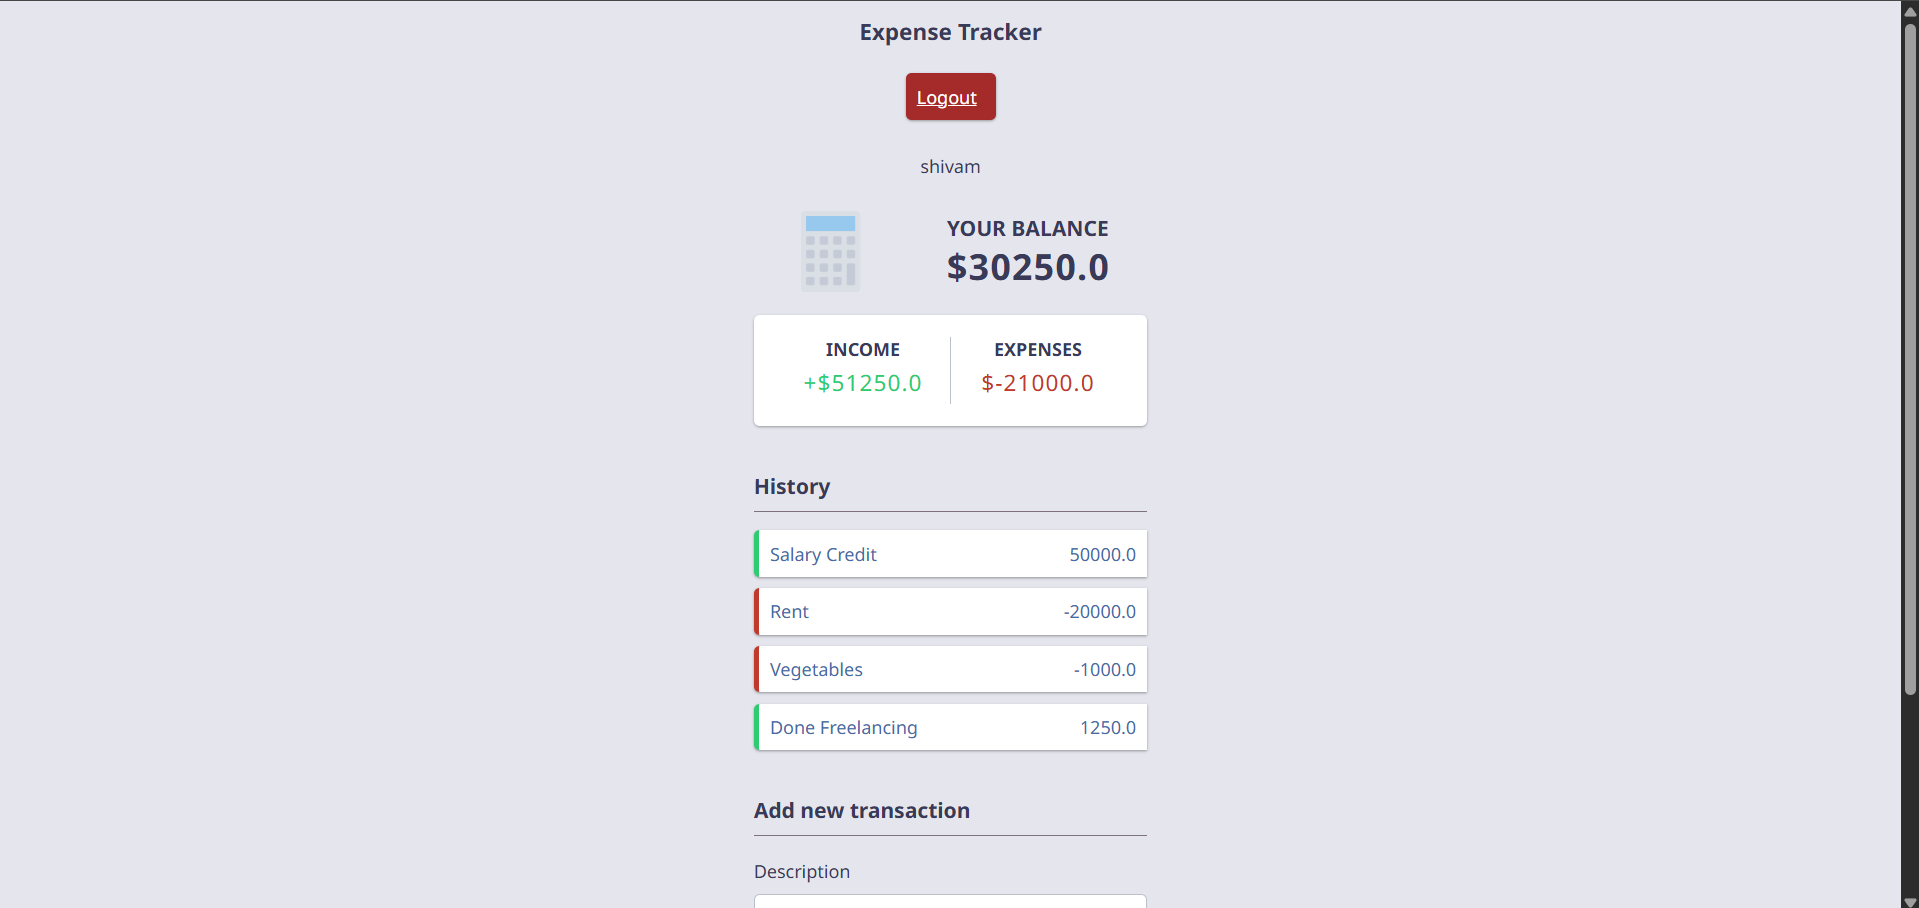 Expense Tracker
Logout
shivam
YOUR BALANCE
$30250.0
INCOME
+$51250.0
EXPENSES
$-21000.0
History
Salary Credit 50000.0
Rent -20000.0
Vegetables -1000.0
Done Freelancing 1250.0
Add new transaction
Description